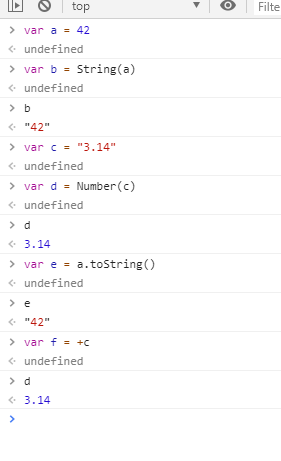 top Filte
> var a = 42
<· undefined
> var b = String(a)
<· undefined
> b
<· "42"
> var c = "3.14"
<· undefined
> var d = Number(c)
<· undefined
> d
<· 3.14
> var e = a.toString()
<· undefined
> e
<· "42"
> var f = +c
<· undefined
> d
<· 3.14
>